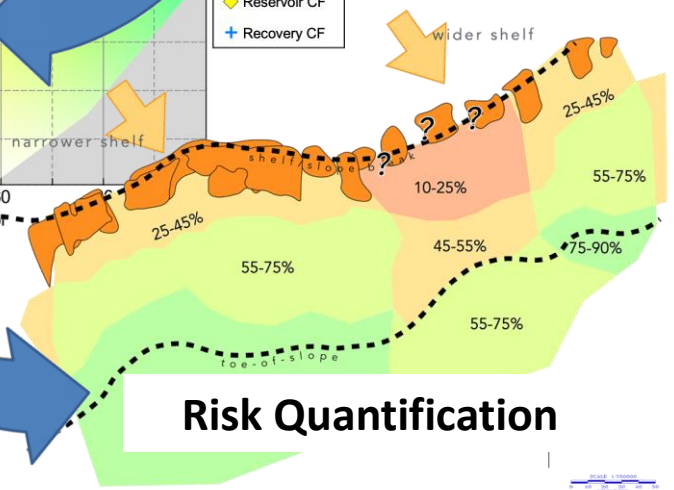 Reservoir CF
Recovery CF
wider shelf
narrower shelf
shelf/slope-break
?
?
?
25-45%
10-25%
55-75%
25-45%
45-55%
75-90%
55-75%
55-75%
toe-of-slope
Risk Quantification